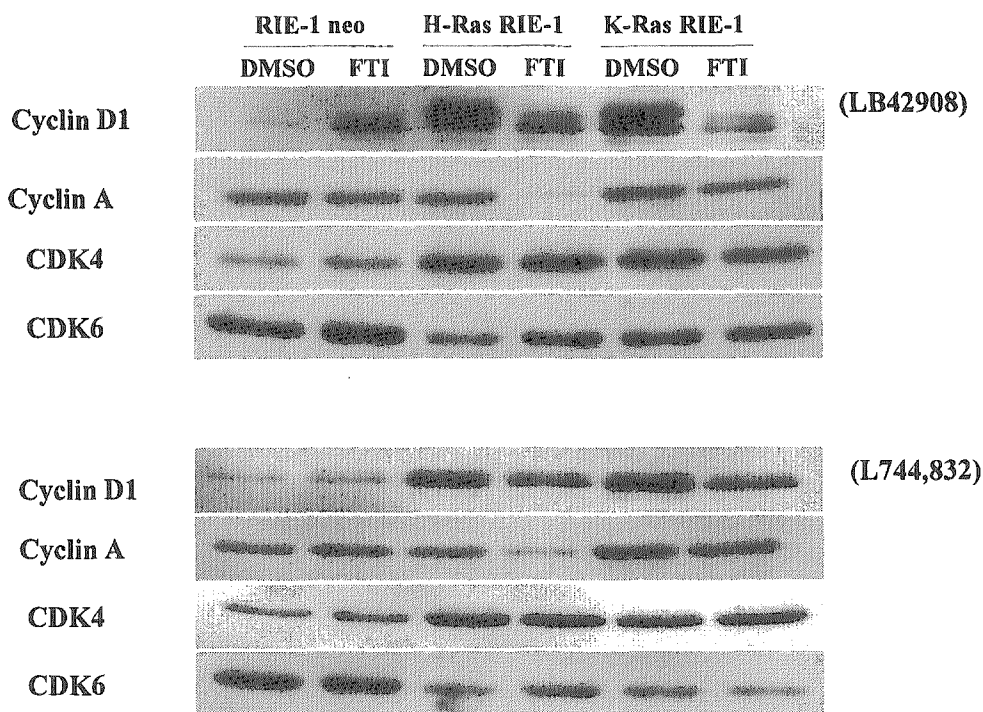 RIE-1 neo H-Ras RIE-1 K-Ras RIE-1
DMSO FTI DMSO FTI DMSO FTI
Cyclin D1 (LB42908)
Cyclin A
CDK4
CDK6
Cyclin D1 (L744,832)
Cyclin A
CDK4
CDK6